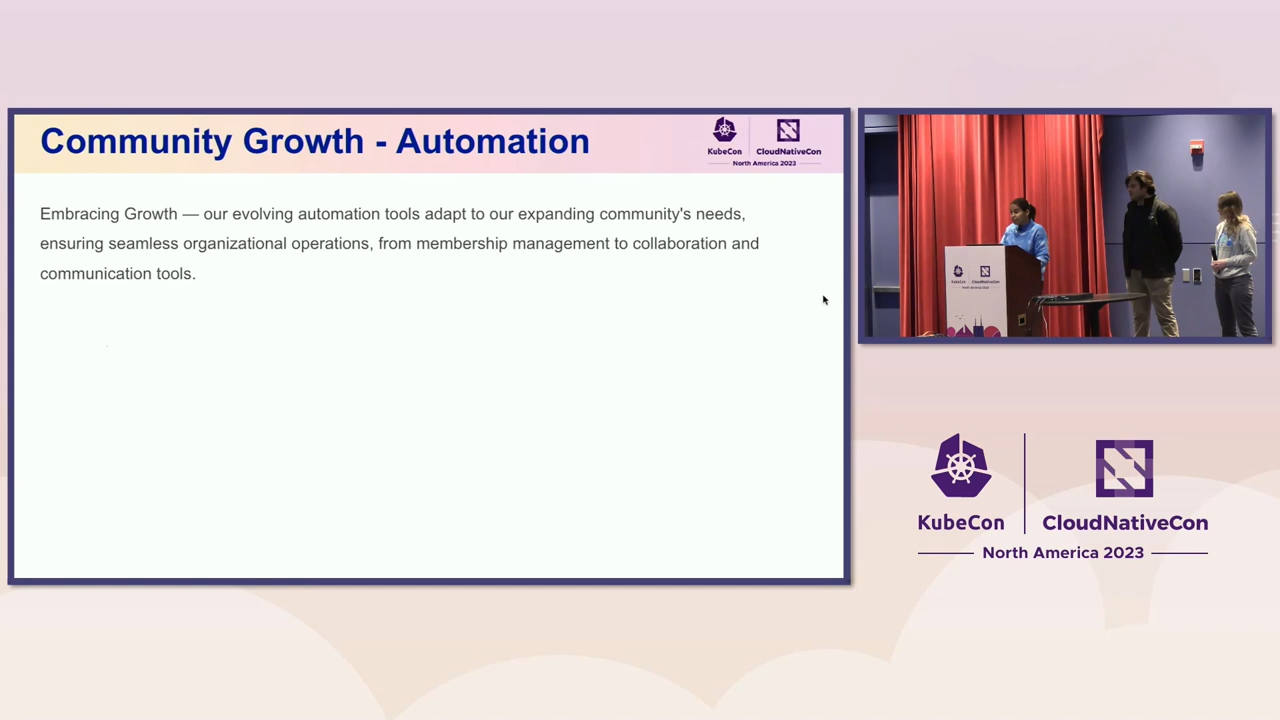 Community Growth - Automation
KubeCon
CloudNativeCon
North America 2023
Embracing Growth — our evolving automation tools adapt to our expanding community's needs,
ensuring seamless organizational operations, from membership management to collaboration and
communication tools.
KubeCon
CloudNativeCon
North America 2023